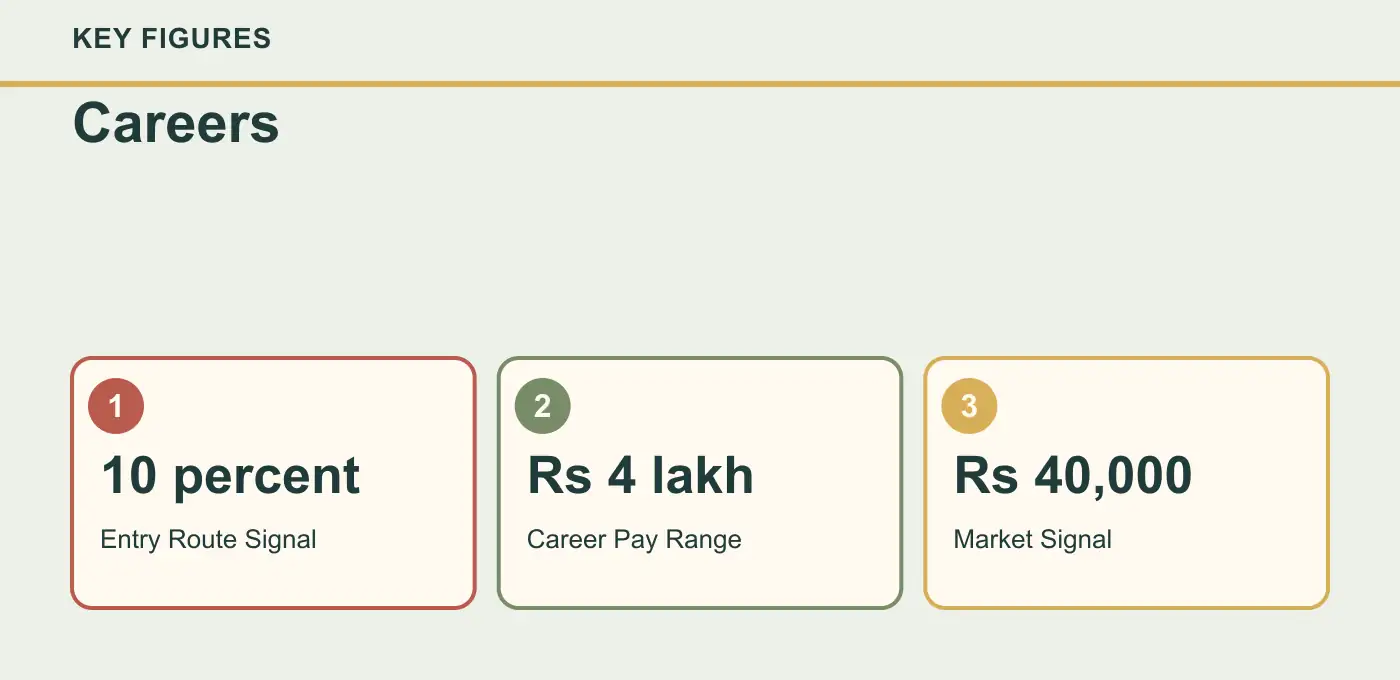 KEY FIGURES
Careers
1
10 percent
Entry Route Signal
2
Rs 4 lakh
Career Pay Range
3
Rs 40,000
Market Signal